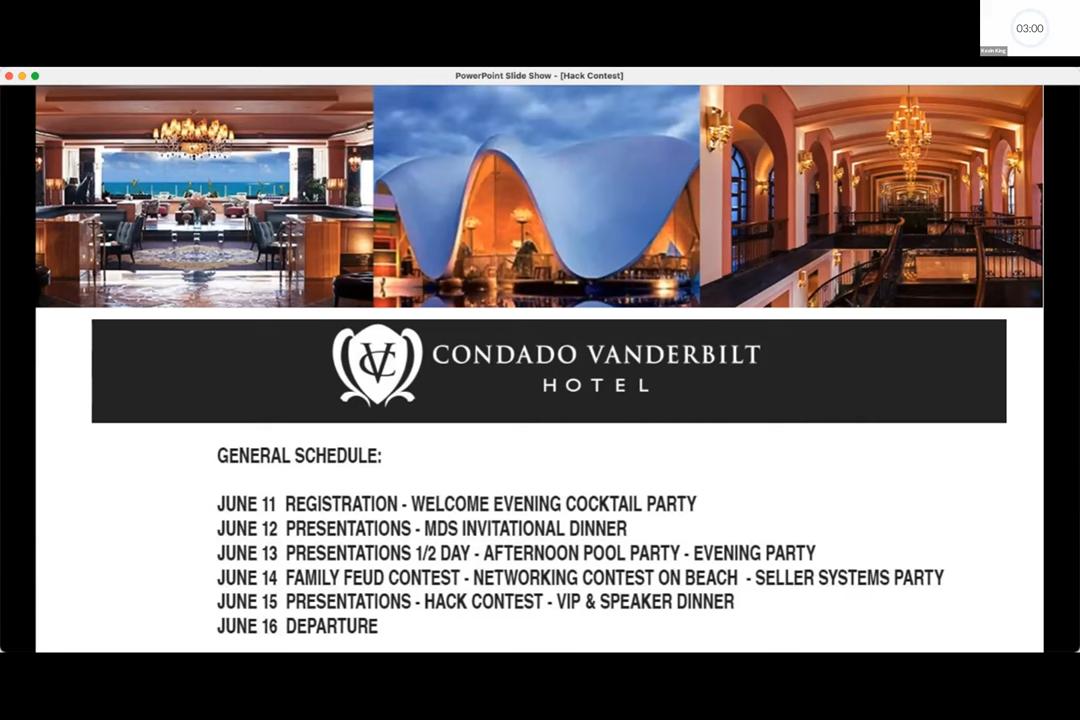 03:00
Kevin King
PowerPoint Slide Show - [Hack Contest]
VC
CONDADO VANDERBILT
HOTEL
GENERAL SCHEDULE:
JUNE 11 REGISTRATION - WELCOME EVENING COCKTAIL PARTY
JUNE 12 PRESENTATIONS - MDS INVITATIONAL DINNER
JUNE 13 PRESENTATIONS 1/2 DAY - AFTERNOON POOL PARTY - EVENING PARTY
JUNE 14 FAMILY FEUD CONTEST - NETWORKING CONTEST ON BEACH - SELLER SYSTEMS PARTY
JUNE 15 PRESENTATIONS - HACK CONTEST - VIP & SPEAKER DINNER
JUNE 16 DEPARTURE